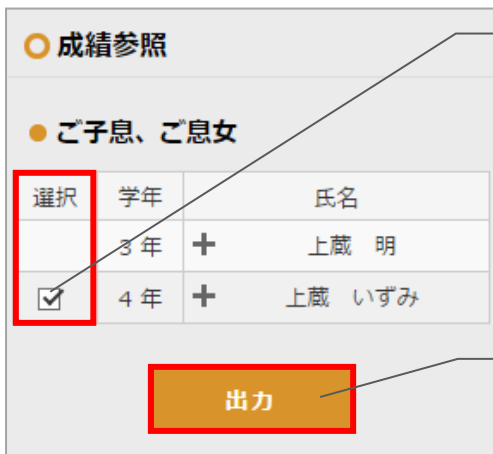 成績参照
ご子息、ご息女
選択 学年 氏名
3 年 + 上蔵 明
4 年 + 上蔵 いずみ
出力